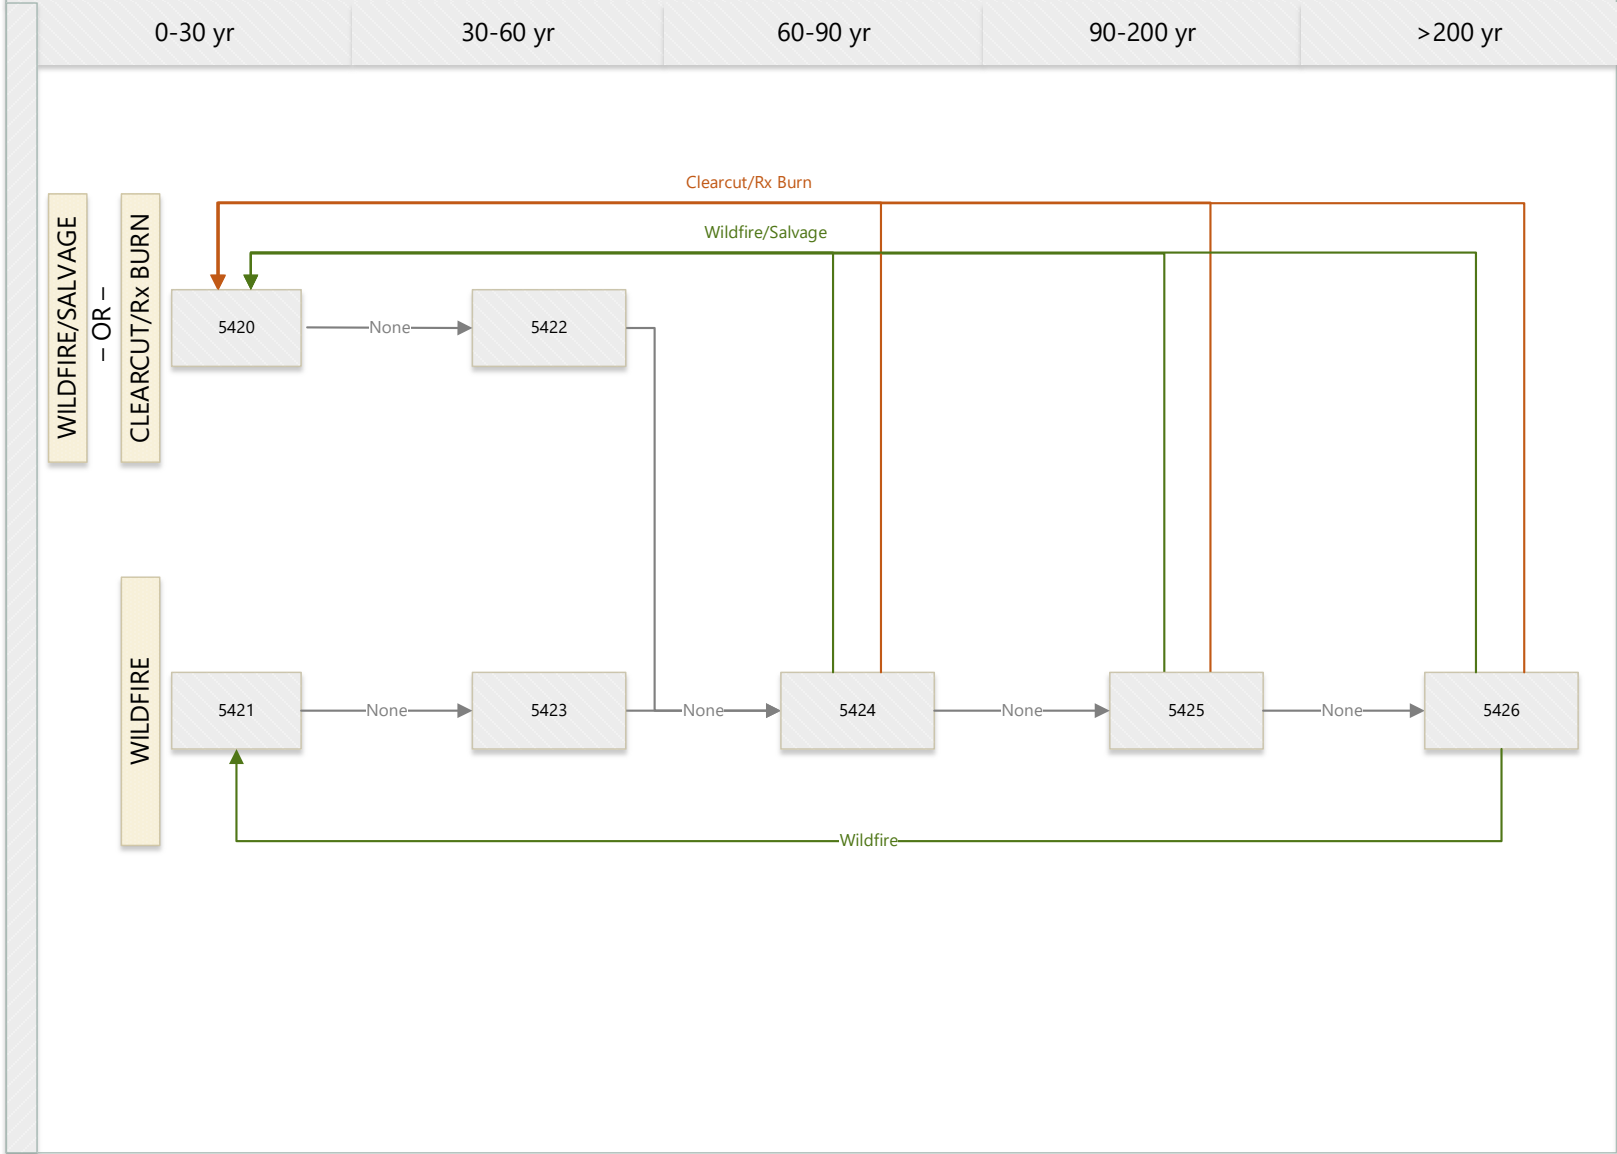 0-30 yr
30-60 yr
60-90 yr
90-200 yr
>200 yr
Clearcut/Rx Burn
Wildfire/Salvage
WILDFIRE/SALVAGE
– OR –
CLEARCUT/Rx BURN
5420
None
5422
WILDFIRE
5421
None
5423
None
5424
None
5425
None
5426
Wildfire